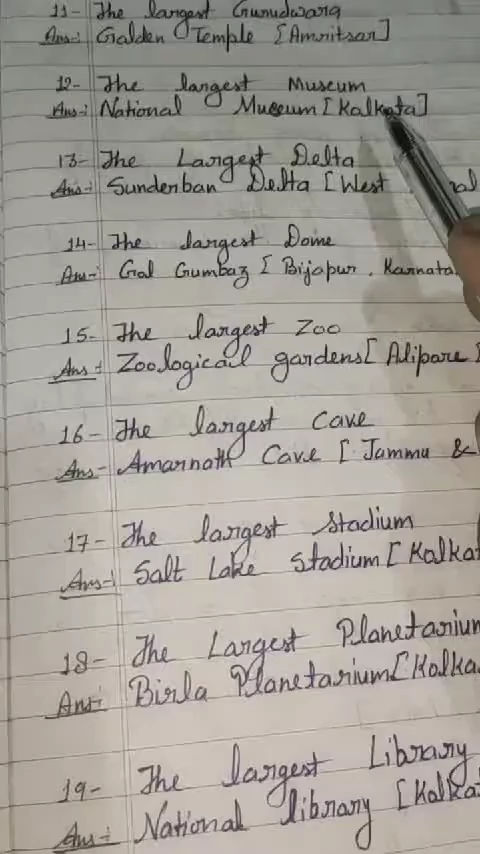 11- The largest Gurudwara
Ans:- Golden Temple [Amritsar]
12- The largest Museum
Ans:- National Museum [Kolkata]
13- The Largest Delta
Ans:- Sunderban Delta [West
14- The largest Dome
Ans:- Gol Gumbaz [Bijapur, Karnata
15- The largest Zoo
Ans:- Zoological gardens [Alipore]
16- The largest Cave
Ans- Amarnath Cave [Jammu &
17- The largest Stadium
Ans:- Salt Lake Stadium [Kolka
18- The Largest Planetarium
Ans:- Birla Planetarium [Kolka
19- The largest Library
Ans:- National library [Kolka